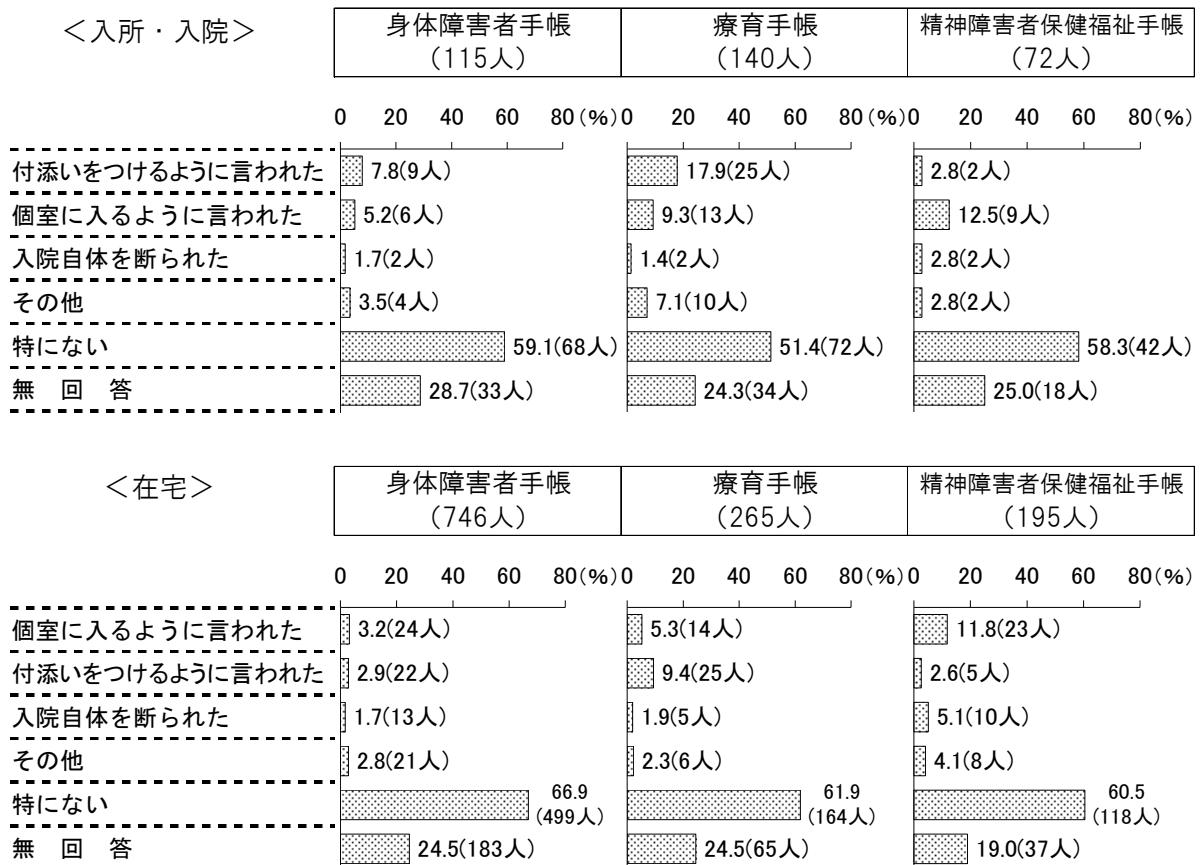 ＜入所・入院＞
身体障害者手帳 療育手帳 精神障害者保健福祉手帳
（115人） （140人） （72人）
0 20 40 60 80(%) 0 20 40 60 80(%) 0 20 40 60 80(%)
付添いをつけるように言われた 7.8(9人) 17.9(25人) 2.8(2人)
個室に入るように言われた 5.2(6人) 9.3(13人) 12.5(9人)
入院自体を断られた 1.7(2人) 1.4(2人) 2.8(2人)
その他 3.5(4人) 7.1(10人) 2.8(2人)
特にない 59.1(68人) 51.4(72人) 58.3(42人)
無　回　答 28.7(33人) 24.3(34人) 25.0(18人)
＜在宅＞
身体障害者手帳 療育手帳 精神障害者保健福祉手帳
（746人） （265人） （195人）
0 20 40 60 80(%) 0 20 40 60 80(%) 0 20 40 60 80(%)
個室に入るように言われた 3.2(24人) 5.3(14人) 11.8(23人)
付添いをつけるように言われた 2.9(22人) 9.4(25人) 2.6(5人)
入院自体を断られた 1.7(13人) 1.9(5人) 5.1(10人)
その他 2.8(21人) 2.3(6人) 4.1(8人)
特にない 66.9 61.9 60.5
(499人) (164人) (118人)
無　回　答 24.5(183人) 24.5(65人) 19.0(37人)